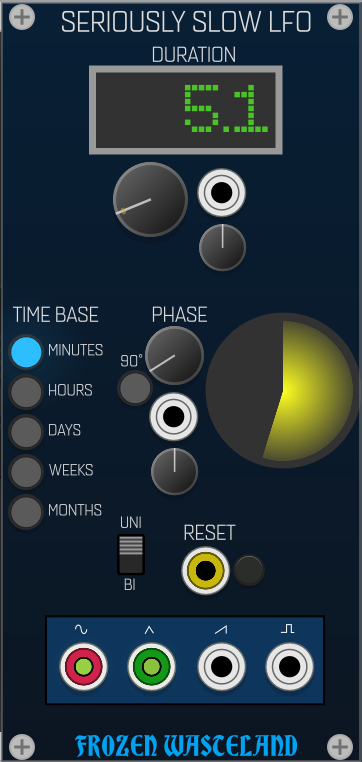 SERIOUSLY SLOW LFO
DURATION
5.1
TIME BASE
PHASE
MINUTES
90°
HOURS
DAYS
WEEKS
MONTHS
UNI
RESET
BI
FROZEN WASTELAND